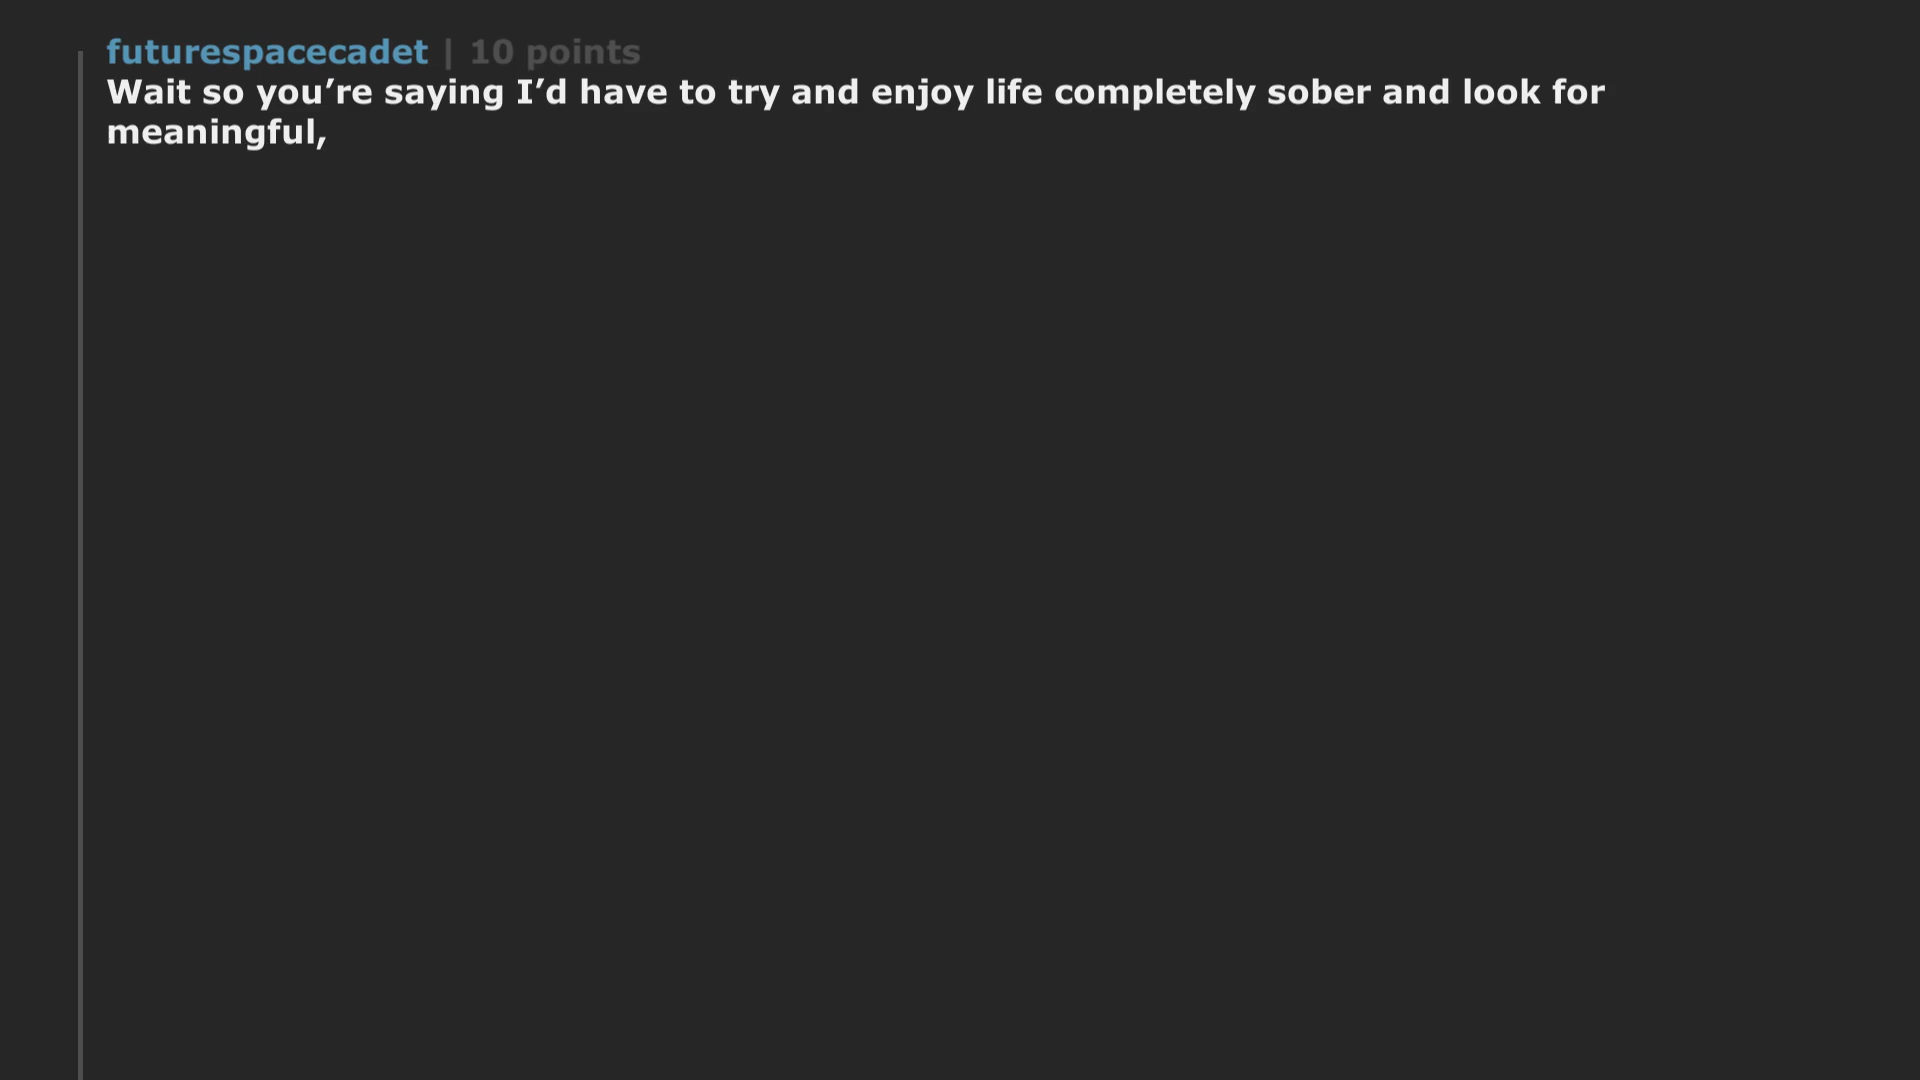 futurespacecadet | 10 points
Wait so you’re saying I’d have to try and enjoy life completely sober and look for
meaningful,